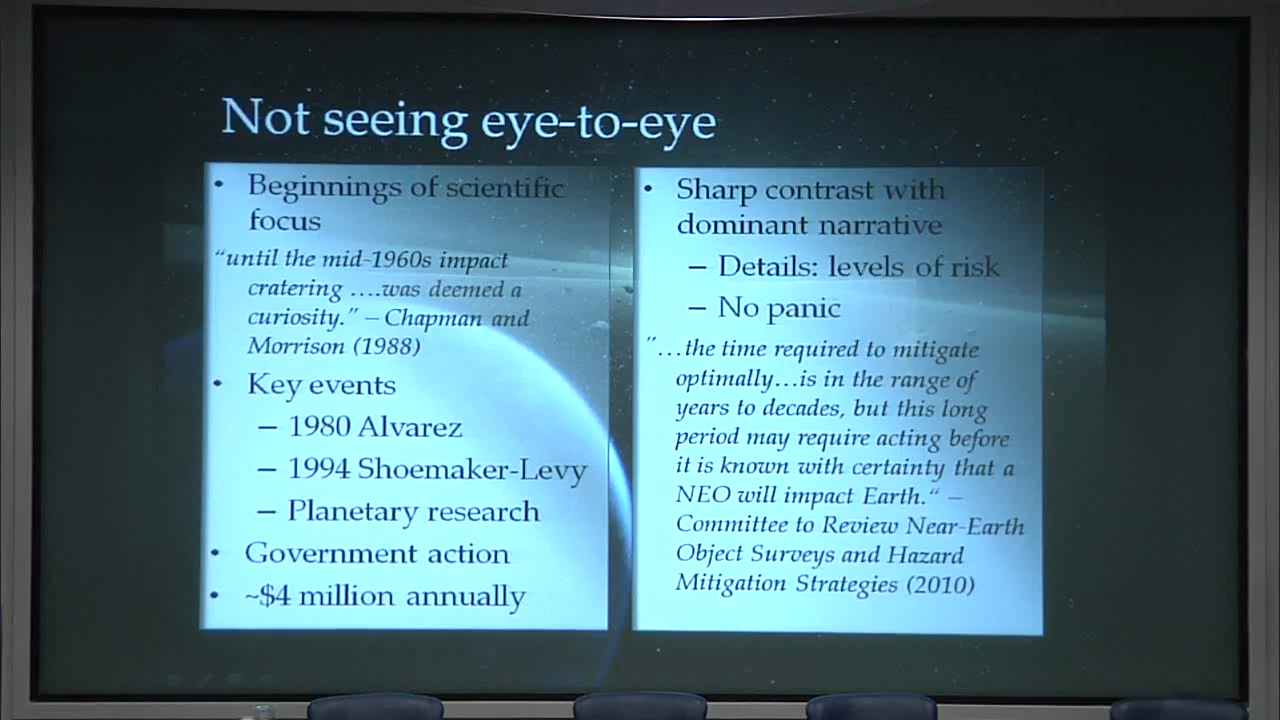 Not seeing eye-to-eye
• Beginnings of scientific
focus
“until the mid-1960s impact
cratering ….was deemed a
curiosity.” – Chapman and
Morrison (1988)
• Key events
– 1980 Alvarez
– 1994 Shoemaker-Levy
– Planetary research
• Government action
• ~$4 million annually
• Sharp contrast with
dominant narrative
– Details: levels of risk
– No panic
”…the time required to mitigate
optimally…is in the range of
years to decades, but this long
period may require acting before
it is known with certainty that a
NEO will impact Earth.“ –
Committee to Review Near-Earth
Object Surveys and Hazard
Mitigation Strategies (2010)